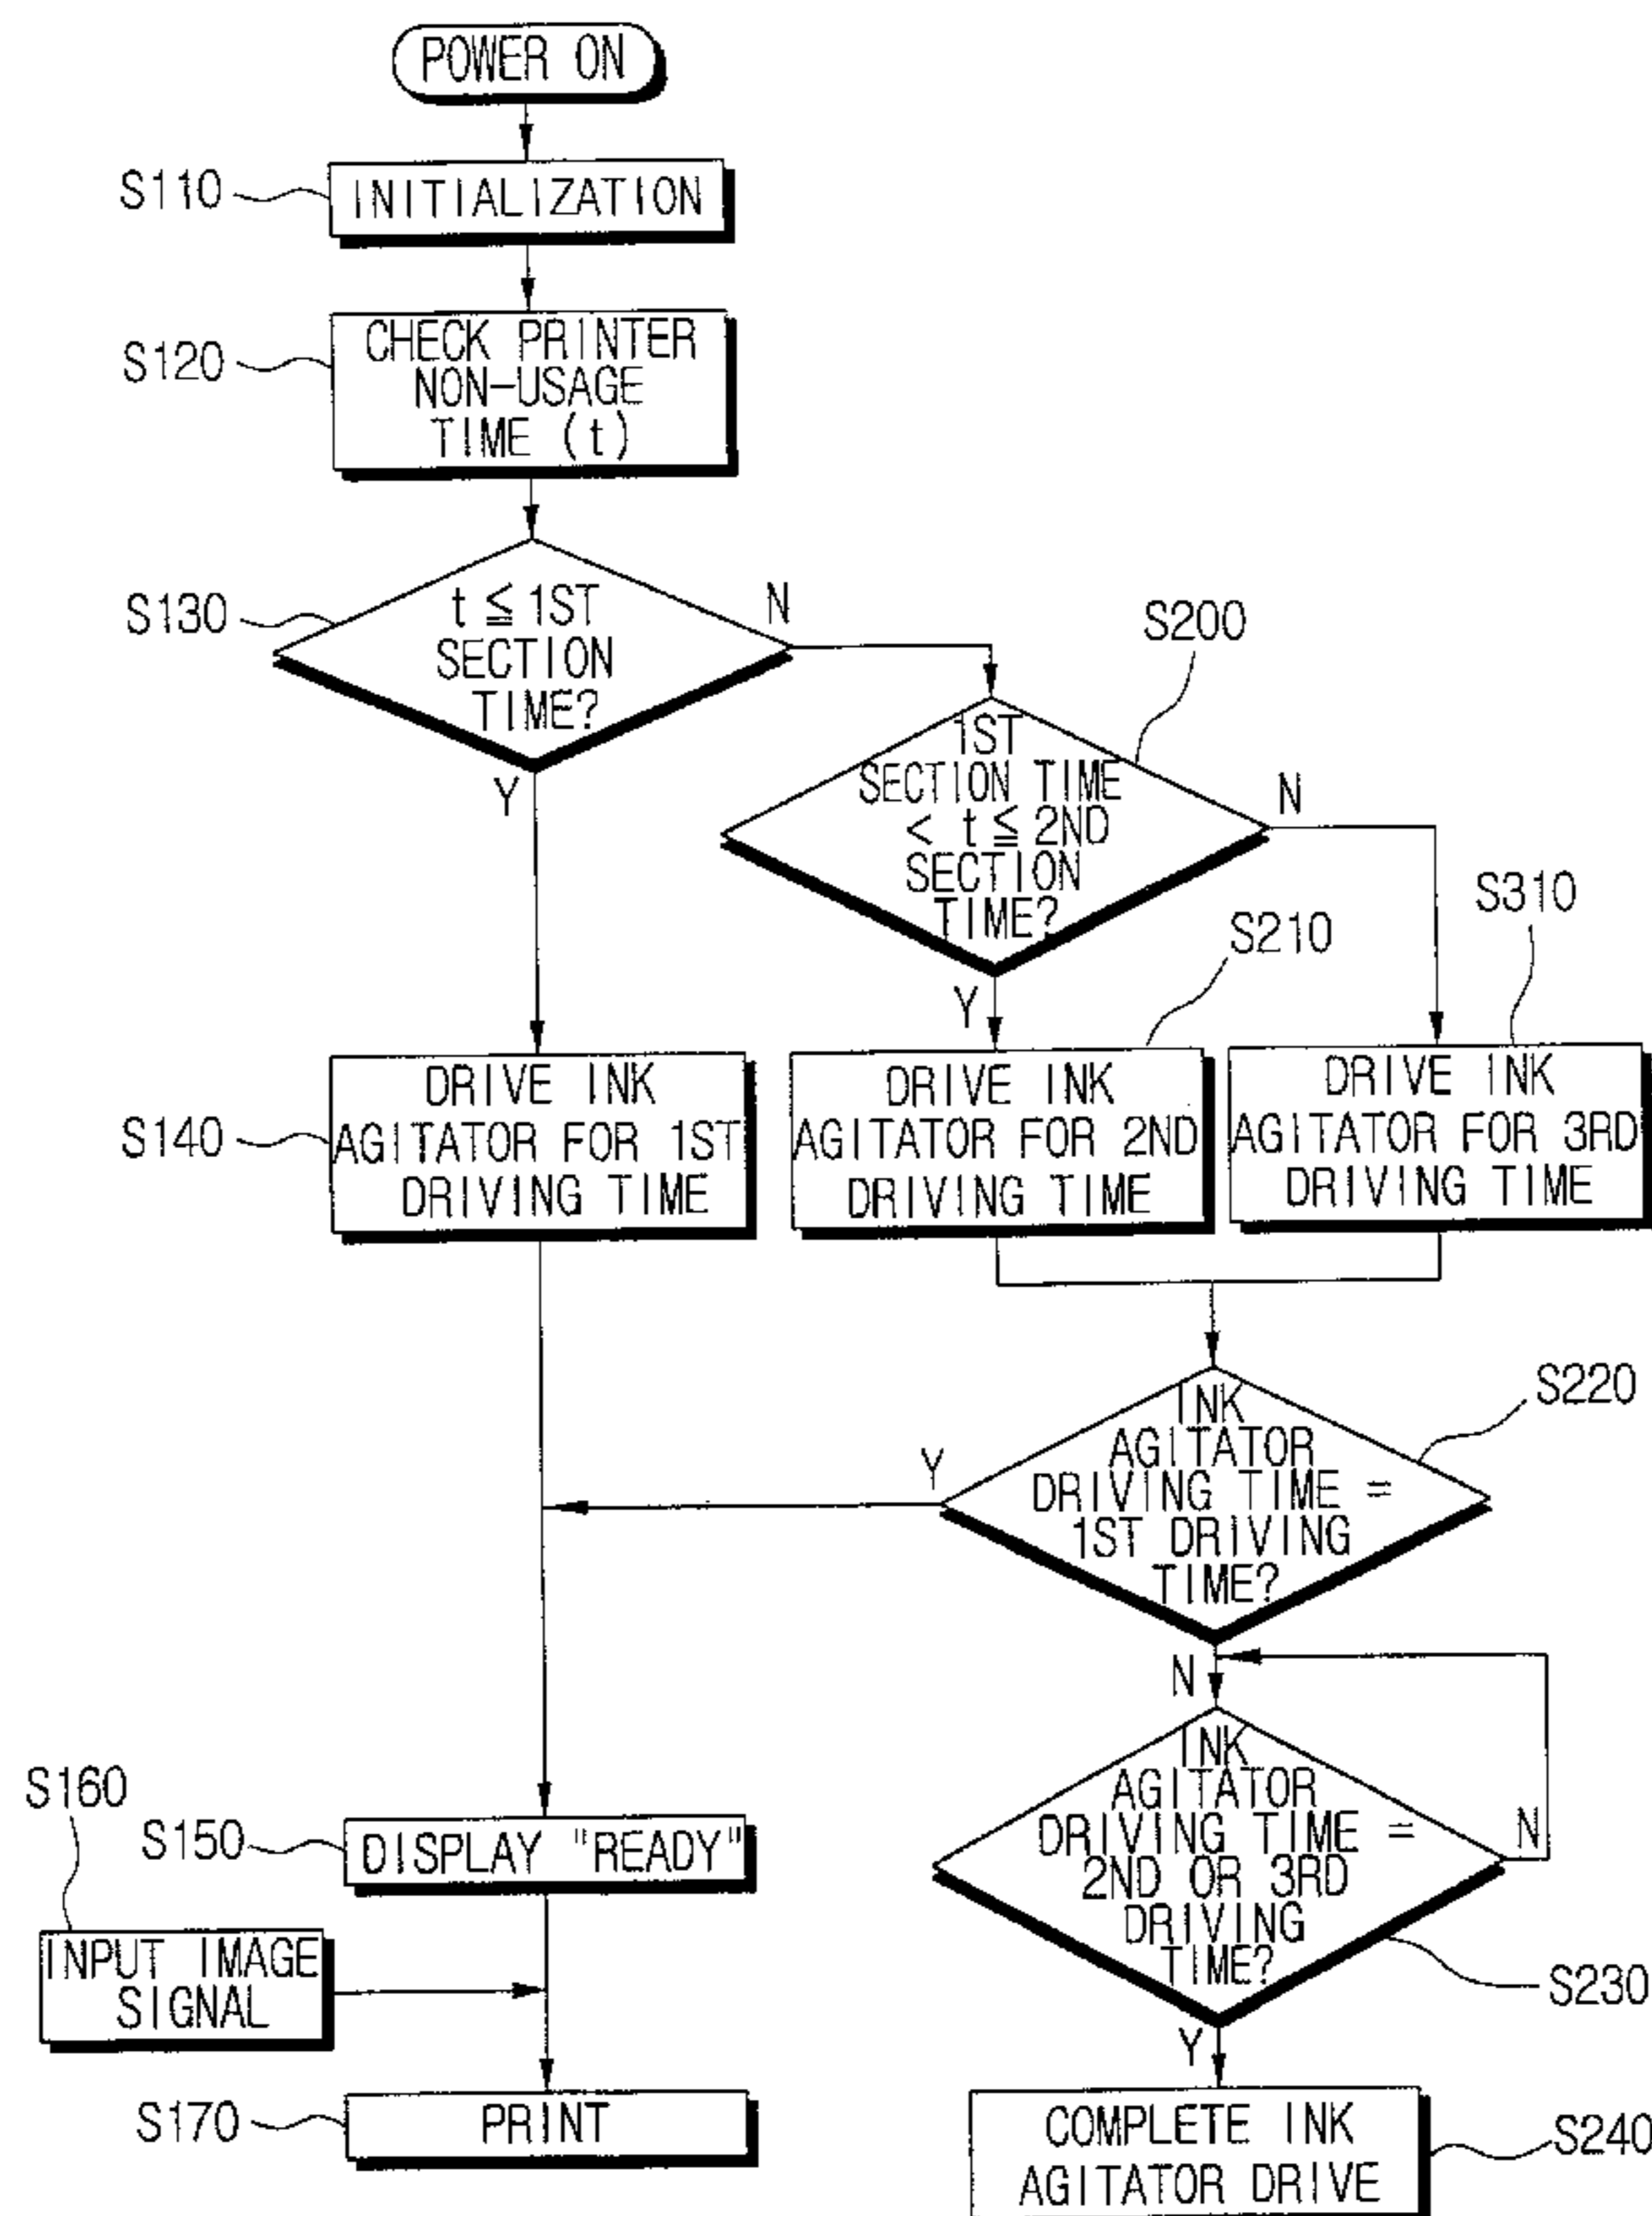 POWER ON
S110
INITIALIZATION
S120
CHECK PRINTER
NON-USAGE
TIME (t)
S130
t ≦ 1ST
SECTION
TIME?
N
Y
S200
1ST
SECTION TIME
< t ≦ 2ND
SECTION
TIME?
N
Y
S210
S310
S140
DRIVE INK
AGITATOR FOR 1ST
DRIVING TIME
DRIVE INK
AGITATOR FOR 2ND
DRIVING TIME
DRIVE INK
AGITATOR FOR 3RD
DRIVING TIME
S220
INK
AGITATOR
DRIVING TIME =
1ST DRIVING
TIME?
Y
N
INK
AGITATOR
DRIVING TIME =
2ND OR 3RD
DRIVING
TIME?
N
S230
Y
S160
S150
DISPLAY "READY"
INPUT IMAGE
SIGNAL
S170
PRINT
COMPLETE INK
AGITATOR DRIVE
S240